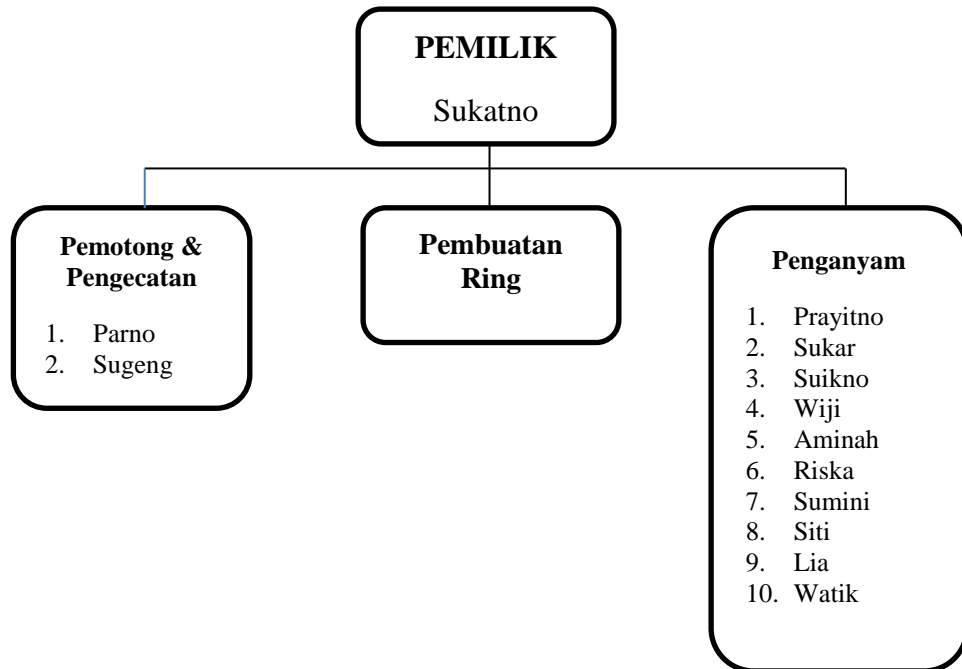 PEMILIK
Sukatno
Pemotong &
Pengecatan
1. Parno
2. Sugeng
Pembuatan
Ring
Penganyam
1. Prayitno
2. Sukar
3. Suikno
4. Wiji
5. Aminah
6. Riska
7. Sumini
8. Siti
9. Lia
10. Watik